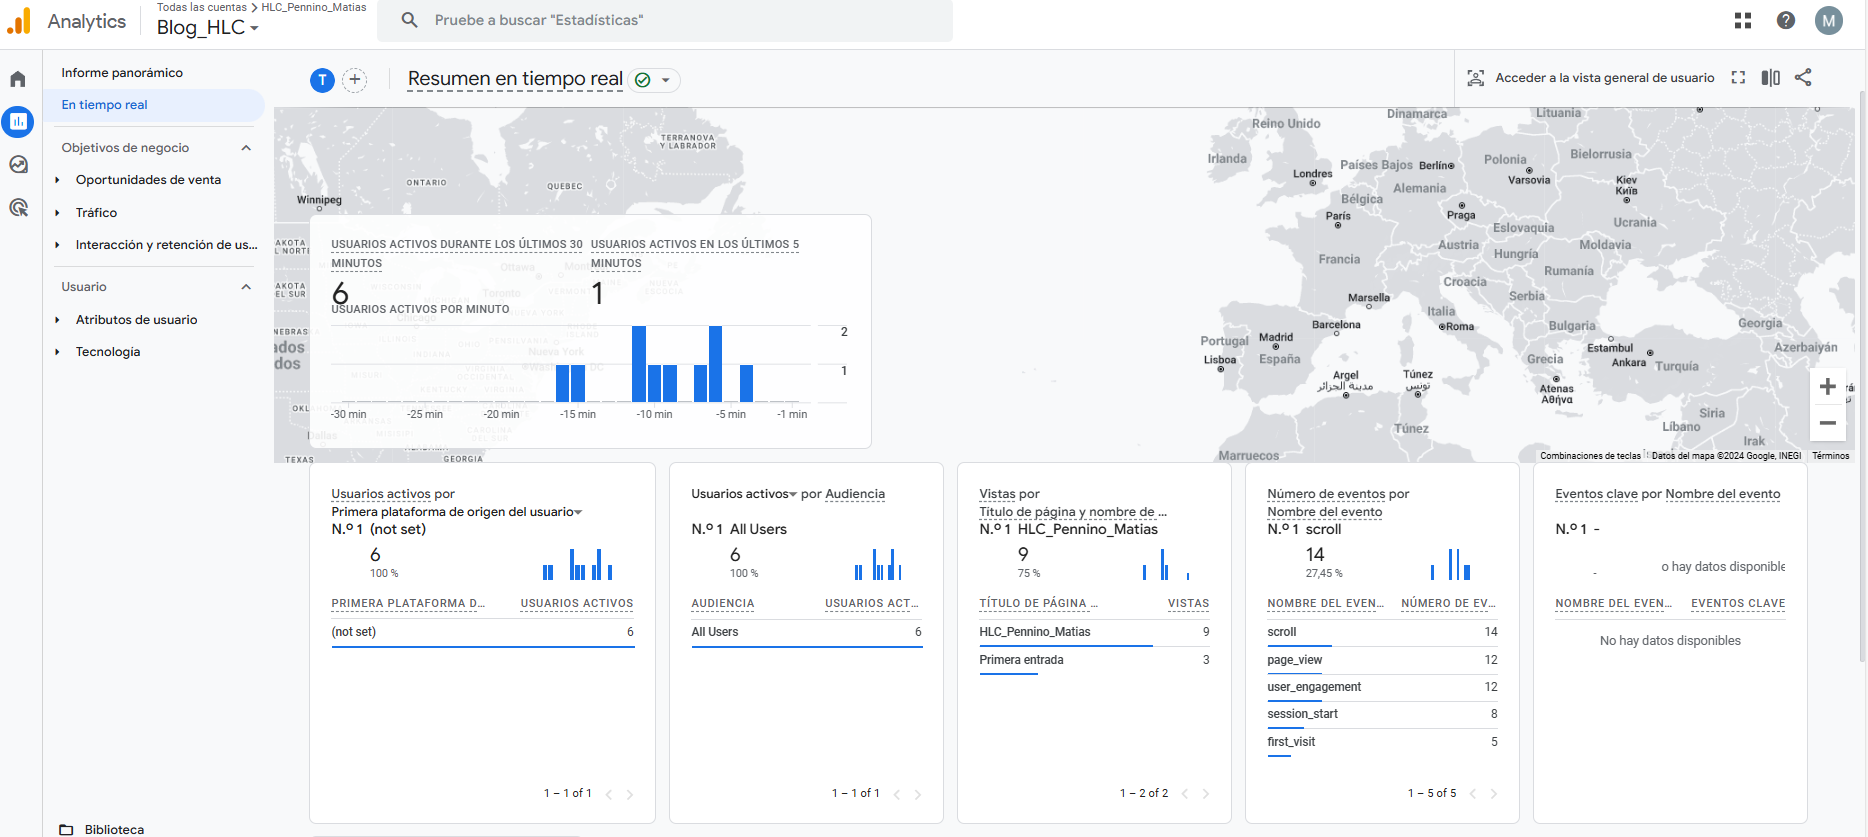 Todas las cuentas > HLC_Pennino_Matias
Analytics
Blog_HLC
Pruebe a buscar "Estadísticas"
M
Informe panorámico
En tiempo real
Objetivos de negocio
Oportunidades de venta
Tráfico
Interacción y retención de us...
Usuario
Atributos de usuario
Tecnología
Biblioteca
T
Resumen en tiempo real
Acceder a la vista general de usuario
TERRANOVA
Y LABRADOR
ONTARIO
QUEBEC
Winnipeg
DAKOTA
DEL NORT
DAKOTA
DEL SUR
NEBRAS
ados
dos
OKL
Dallas
TEXAS
GEORGIA
Reino Unido
Dinamarca
Lituania
Irlanda
Londres
Países Bajos
Berlín
Polonia
Varsovia
Bielorrusia
Alemania
Bélgica
Kiev
Київ
París
Praga
Ucrania
Eslovaquia
Austria
Hungría
Moldavia
Francia
Rumanía
Croacia
Marsella
Serbia
Italia
Barcelona
Roma
Bulgaria
Georgia
Portugal
Madrid
España
Lisboa
Estambul
Ankara
Turquía
Azerbaiyán
Grecia
Argel
مدينة الجزائر
Túnez
تونس
Atenas
Αθήνα
Siria
Líbano
Irak
Túnez
Marruecos
Combinaciones de teclas
Datos del mapa ©2024 Google, INEGI
Términos
USUARIOS ACTIVOS DURANTE LOS ÚLTIMOS 30
MINUTOS
6
USUARIOS ACTIVOS EN LOS ÚLTIMOS 5
MINUTOS
1
USUARIOS ACTIVOS POR MINUTO
2
1
-30 min -25 min -20 min -15 min -10 min -5 min -1 min
Usuarios activos por
Primera plataforma de origen del usuario
N.º 1 (not set)
6
100 %
PRIMERA PLATAFORMA D... USUARIOS ACTIVOS
(not set) 6
1 – 1 of 1
Usuarios activos por Audiencia
N.º 1 All Users
6
100 %
AUDIENCIA USUARIOS ACT...
All Users 6
1 – 1 of 1
Vistas por
Título de página y nombre de ...
N.º 1 HLC_Pennino_Matias
9
75 %
TÍTULO DE PÁGINA ... VISTAS
HLC_Pennino_Matias 9
Primera entrada 3
1 – 2 of 2
Número de eventos por
Nombre del evento
N.º 1 scroll
14
27,45 %
NOMBRE DEL EVEN... NÚMERO DE EV...
scroll 14
page_view 12
user_engagement 12
session_start 8
first_visit 5
1 – 5 of 5
Eventos clave por Nombre del evento
N.º 1 -
-
o hay datos disponible
NOMBRE DEL EVEN... EVENTOS CLAVE
No hay datos disponibles